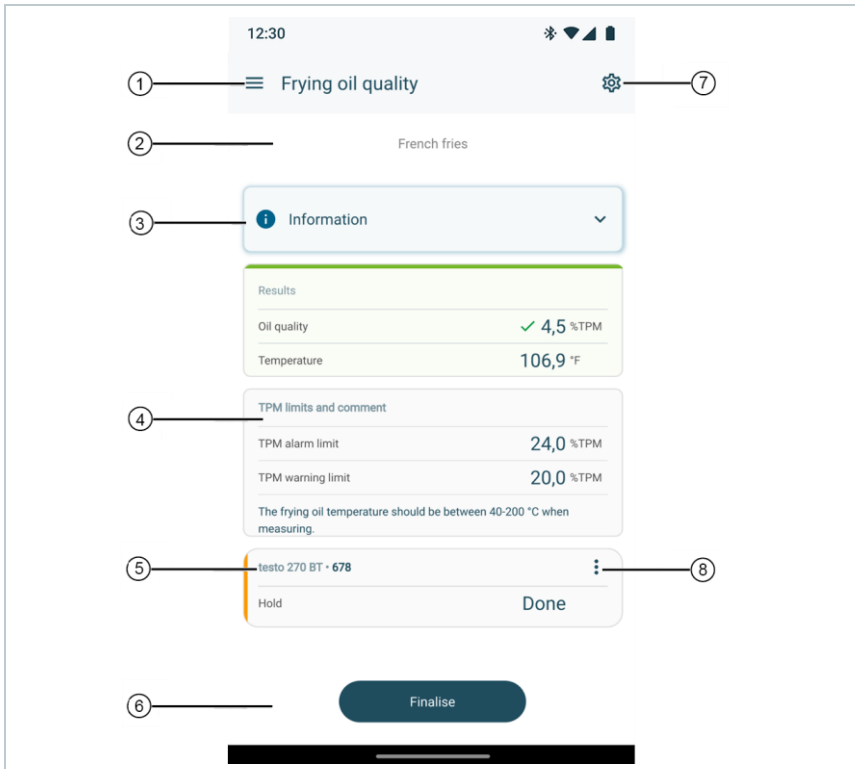 12:30
① Frying oil quality ⑦
② French fries
③ Information
Results
Oil quality 4,5 %TPM
Temperature 106,9 °F
④ TPM limits and comment
TPM alarm limit 24,0 %TPM
TPM warning limit 20,0 %TPM
The frying oil temperature should be between 40-200 °C when
measuring.
⑤ testo 270 BT • 678 ⑧
Hold Done
⑥ Finalise